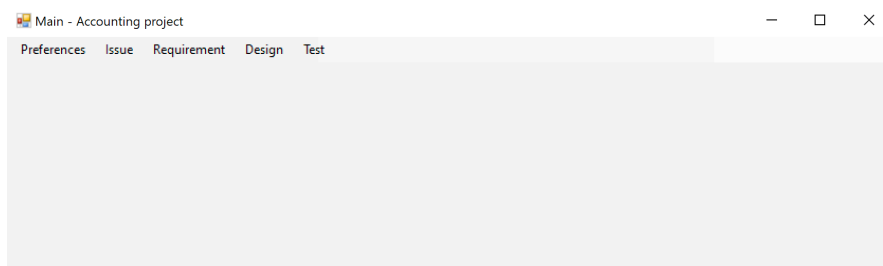 Main - Accounting project
Preferences Issue Requirement Design Test